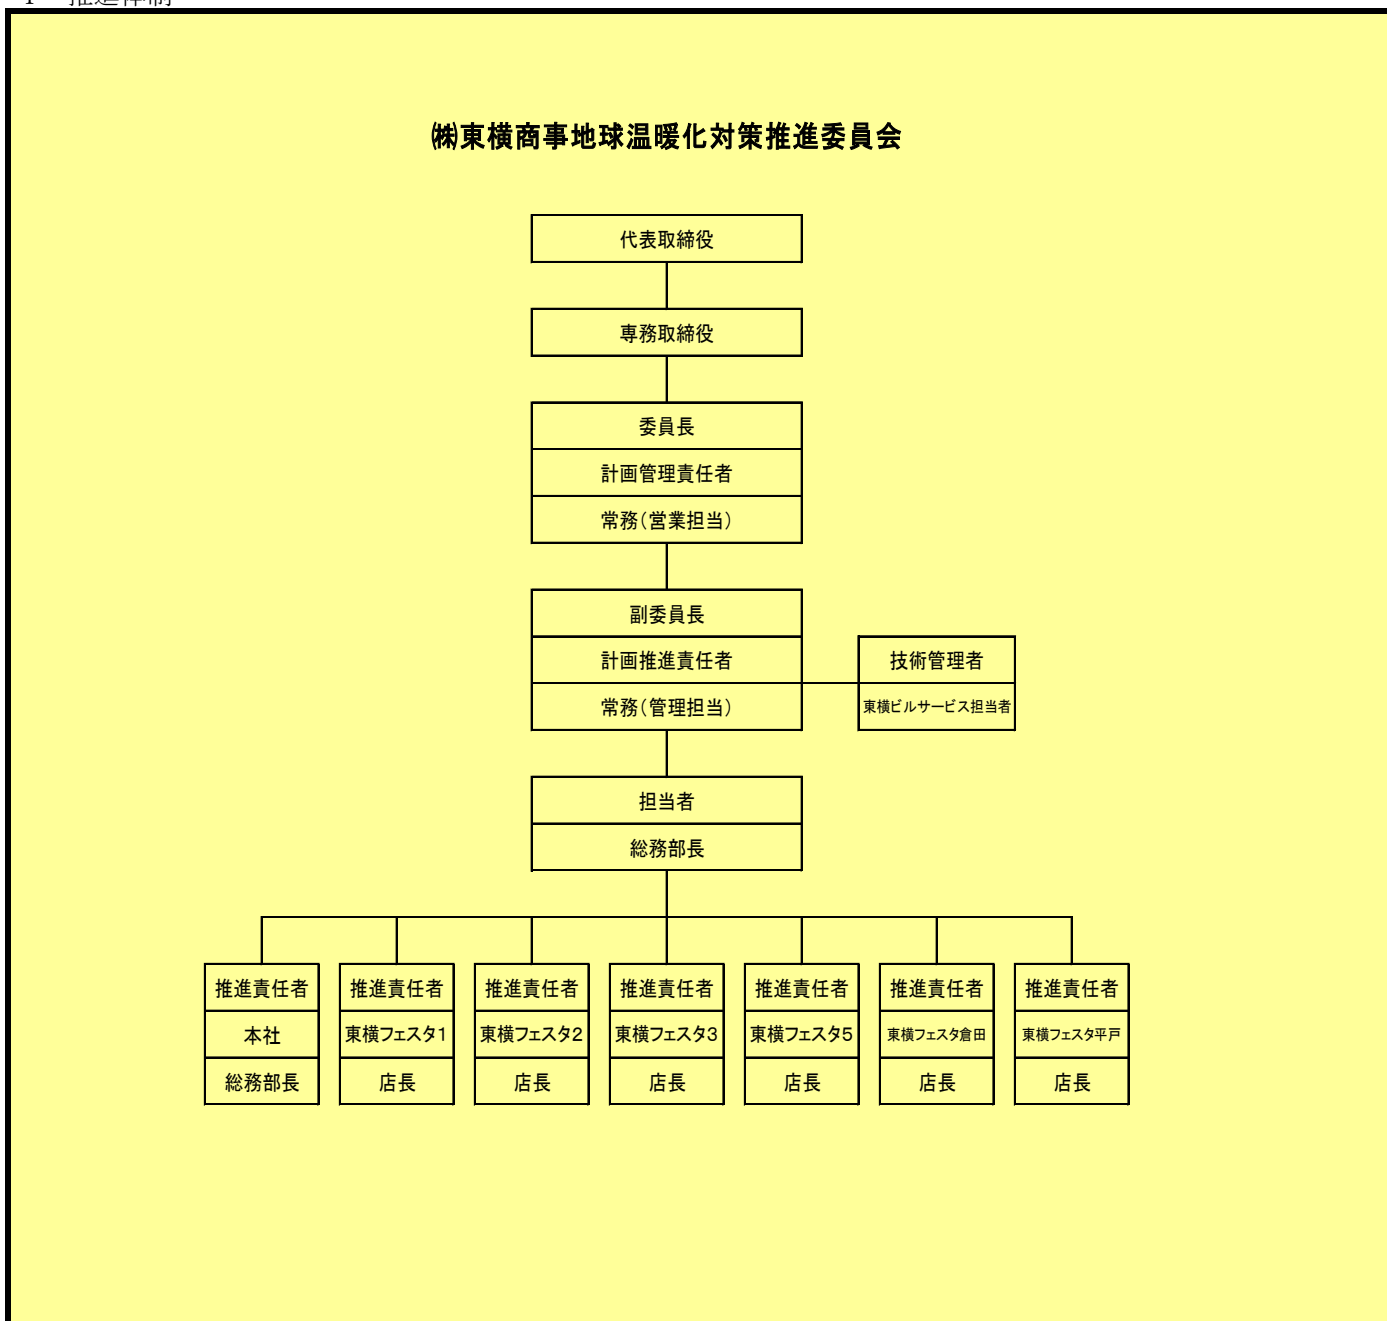 ㈱東横商事地球温暖化対策推進委員会
代表取締役
専務取締役
委員長
計画管理責任者
常務(営業担当)
副委員長
計画推進責任者
常務(管理担当)
技術管理者
東横ビルサービス担当者
担当者
総務部長
推進責任者
本社
総務部長
推進責任者
東横フェスタ1
店長
推進責任者
東横フェスタ2
店長
推進責任者
東横フェスタ3
店長
推進責任者
東横フェスタ5
店長
推進責任者
東横フェスタ倉田
店長
推進責任者
東横フェスタ平戸
店長